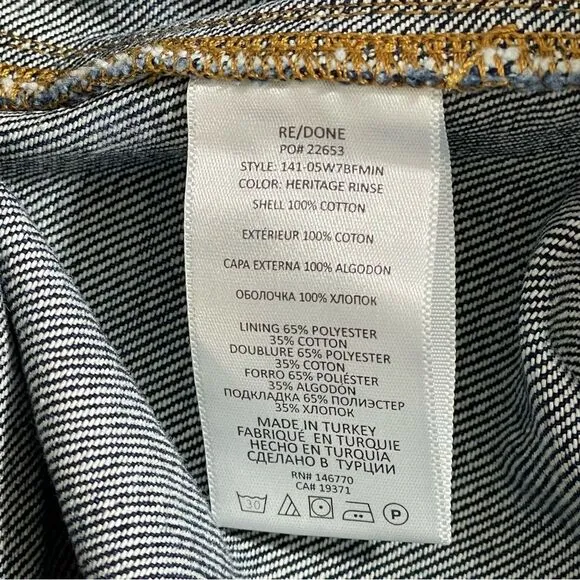 RE/DONE
PO# 22653
STYLE: 141-05W7BFMIN
COLOR: HERITAGE RINSE
SHELL 100% COTTON
EXTÉRIEUR 100% COTON
CAPA EXTERNA 100% ALGODÓN
ОБОЛОЧКА 100% ХЛОПОК
LINING 65% POLYESTER
35% COTTON
DOUBLURE 65% POLYESTER
35% COTON
FORRO 65% POLIÉSTER
35% ALGODÓN
ПОДКЛАДКА 65% ПОЛИЭСТЕР
35% ХЛОПОК
MADE IN TURKEY
FABRIQUÉ EN TURQUIE
HECHO EN TURQUIA
СДЕЛАНО В ТУРЦИИ
RN# 146770
CA# 19371
30 P